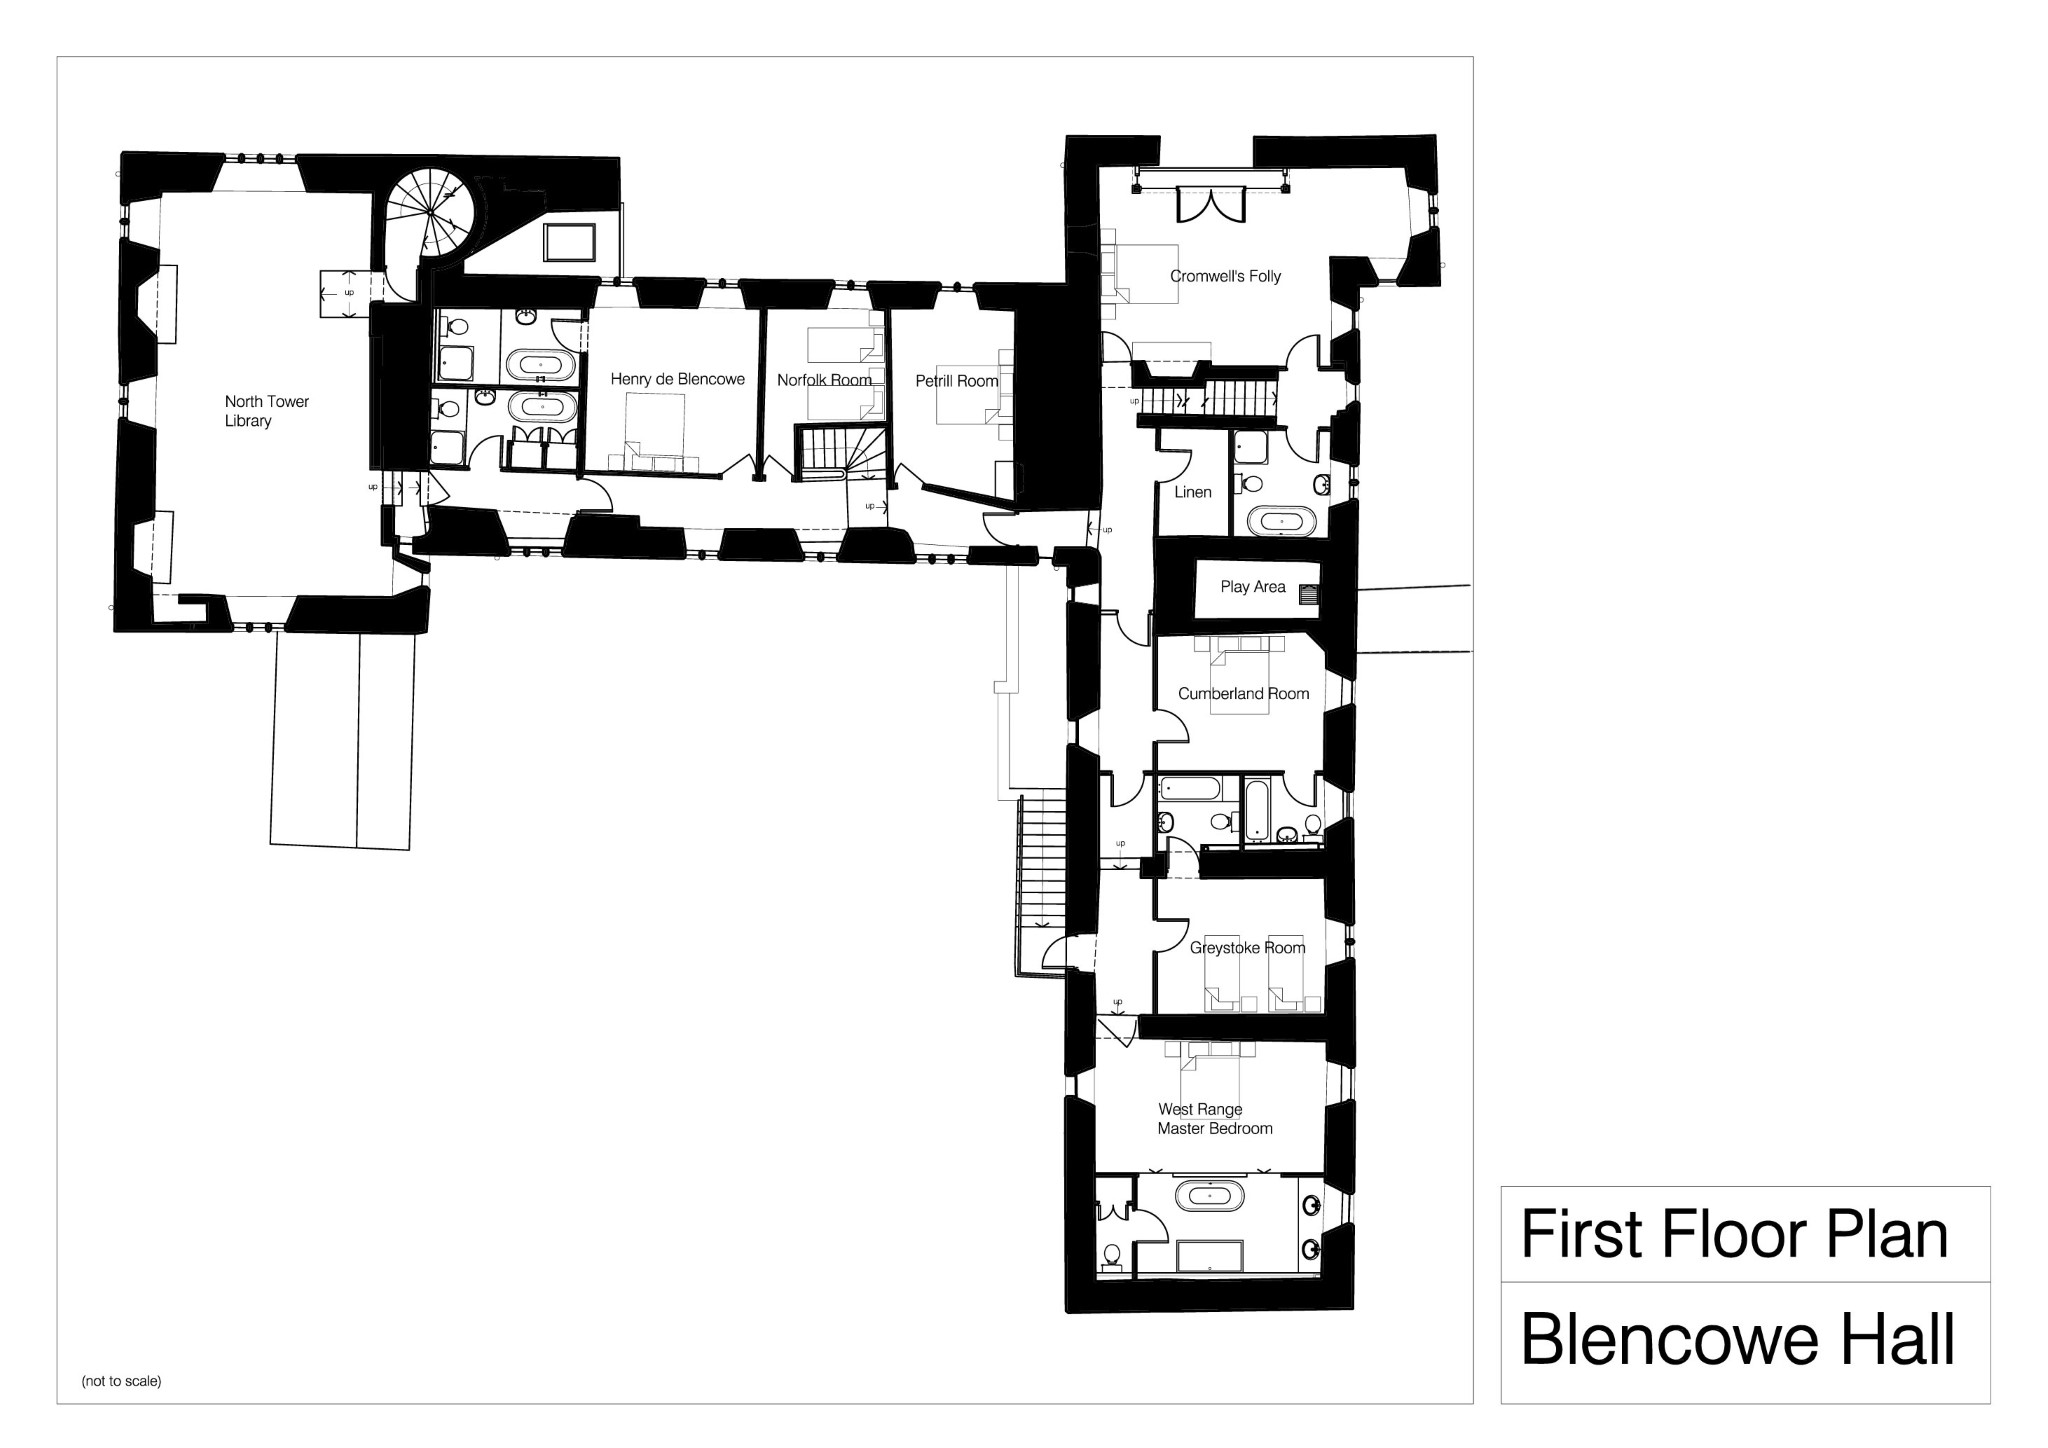 North Tower
Library
up
up
Henry de Blencowe
Norfolk Room
Petrill Room
up
up
Cromwell's Folly
up
Linen
Play Area
Cumberland Room
up
Greystoke Room
up
West Range
Master Bedroom
First Floor Plan
Blencowe Hall
(not to scale)